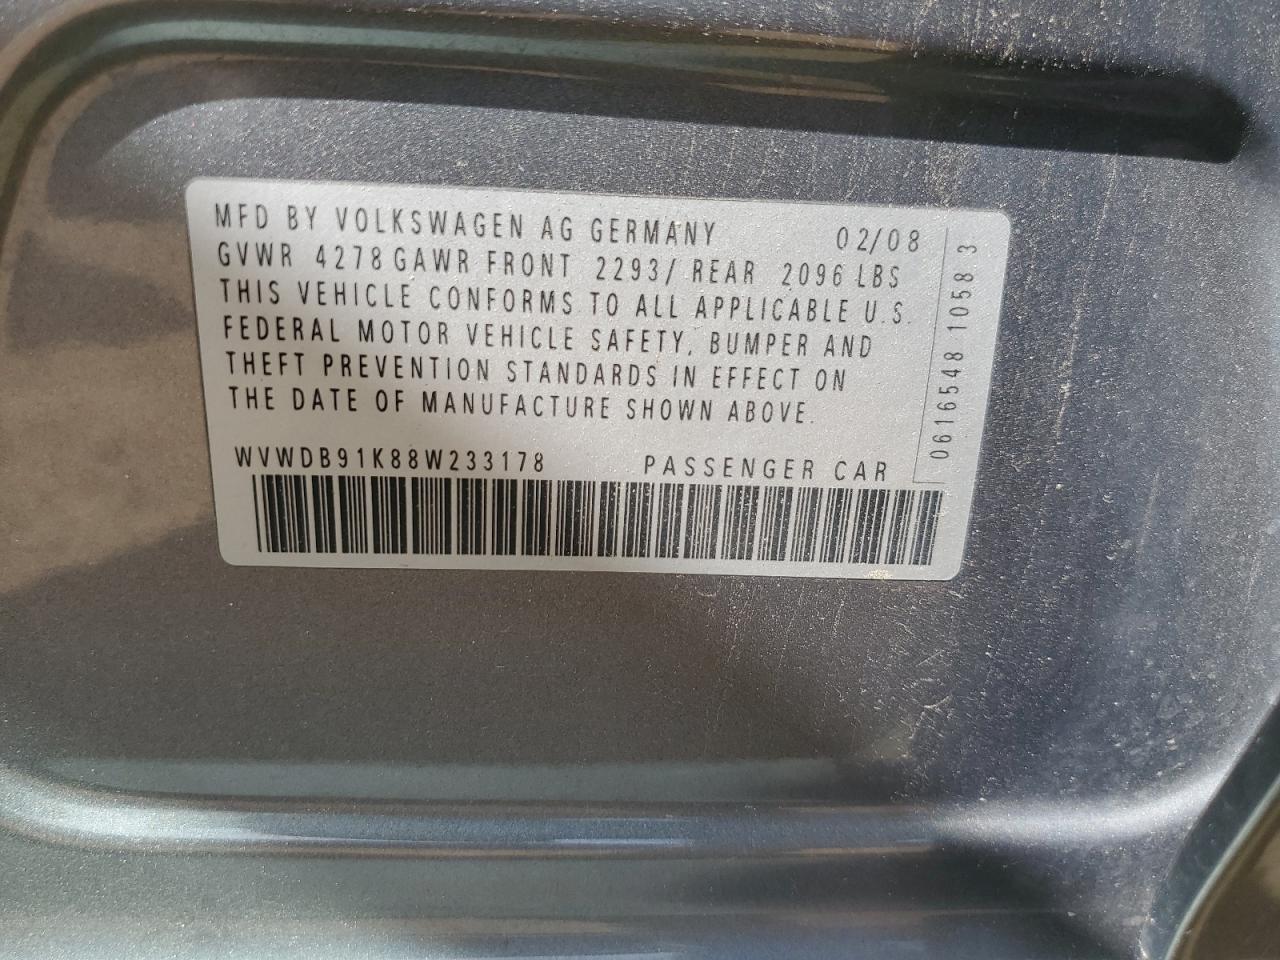 MFD BY VOLKSWAGEN AG GERMANY 02/08
GVWR 4278 GAWR FRONT 2293/ REAR 2096 LBS
THIS VEHICLE CONFORMS TO ALL APPLICABLE U.S.
FEDERAL MOTOR VEHICLE SAFETY, BUMPER AND
THEFT PREVENTION STANDARDS IN EFFECT ON
THE DATE OF MANUFACTURE SHOWN ABOVE.
WVWDB91K88W233178 PASSENGER CAR
0616548 1058 3